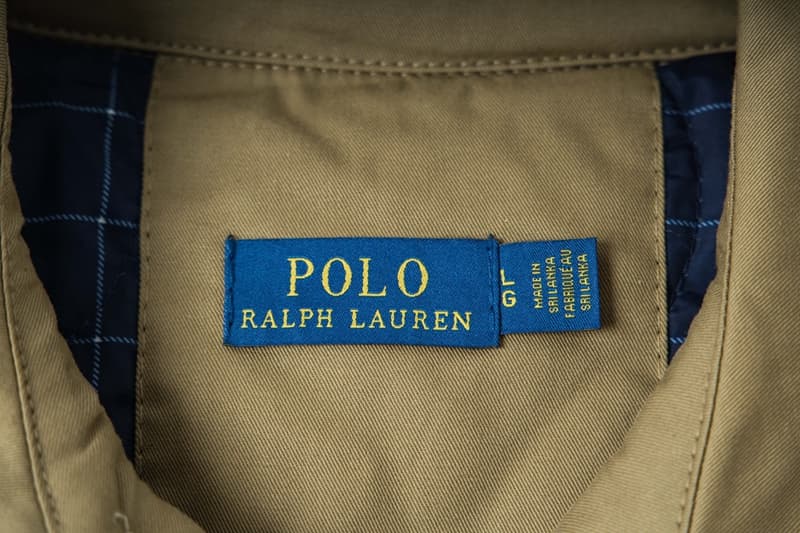 POLO
RALPH LAUREN
L
G
MADE IN
SRI LANKA
FABRIQUÉ AU
SRI LANKA